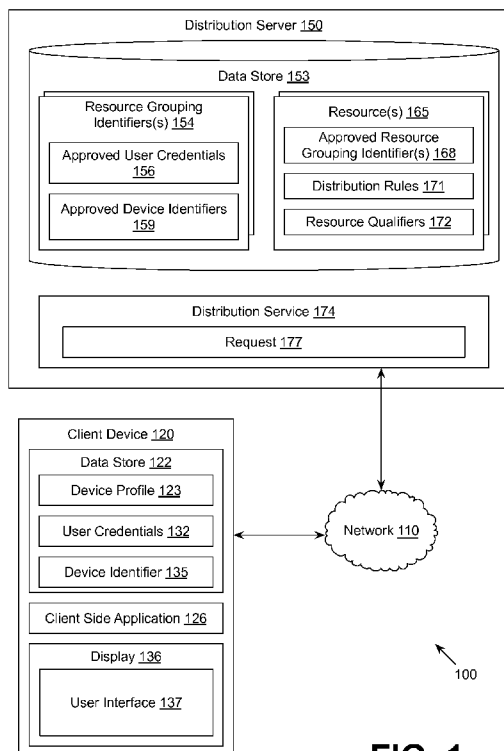 Distribution Server 150
Data Store 153
Resource Grouping
Identifiers(s) 154
Approved User Credentials
156
Approved Device Identifiers
159
Resource(s) 165
Approved Resource
Grouping Identifier(s) 168
Distribution Rules 171
Resource Qualifiers 172
Distribution Service 174
Request 177
Client Device 120
Data Store 122
Device Profile 123
User Credentials 132
Device Identifier 135
Client Side Application 126
Display 136
User Interface 137
Network 110
100
FIG. 1